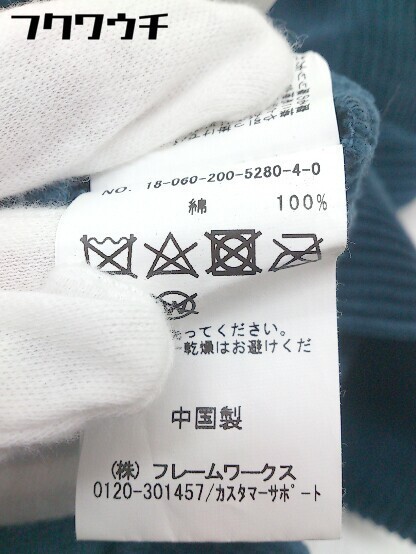 フクワウチ
NO. 18-060-200-5280-4-0
綿 100%
ってください。
乾燥はお避けくだ
中国製
(株) フレームワークス
0120-301457/カスタマーサポート